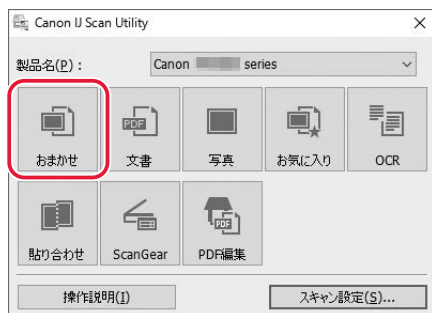 Canon IJ Scan Utility
製品名(P)： Canon series
おまかせ 文書 写真 お気に入り OCR
貼り合わせ ScanGear PDF編集
操作説明(I) スキャン設定(S)...